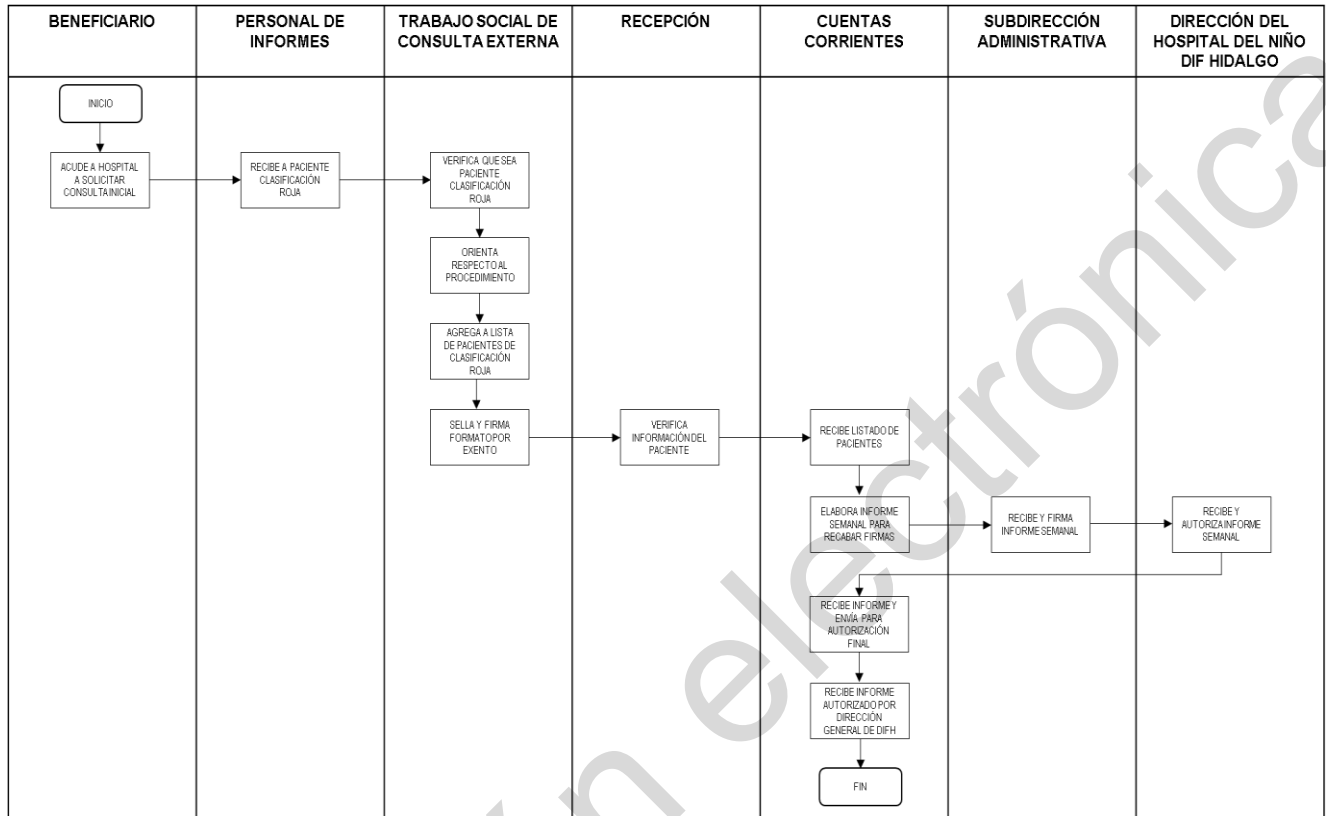 BENEFICIARIO
PERSONAL DE
INFORMES
TRABAJO SOCIAL DE
CONSULTA EXTERNA
RECEPCIÓN
CUENTAS
CORRIENTES
SUBDIRECCIÓN
ADMINISTRATIVA
DIRECCIÓN DEL
HOSPITAL DEL NIÑO
DIF HIDALGO
INICIO
ACUDE A HOSPITAL
A SOLICITAR
CONSULTA INICIAL
RECIBE A PACIENTE
CLASIFICACIÓN
ROJA
VERIFICA QUE SEA
PACIENTE
CLASIFICACIÓN
ROJA
ORIENTA
RESPECTO AL
PROCEDIMIENTO
AGREGA A LISTA
DE PACIENTES DE
CLASIFICACIÓN
ROJA
SELLA Y FIRMA
FORMATO POR
EXENTO
VERIFICA
INFORMACIÓN DEL
PACIENTE
RECIBE LISTADO DE
PACIENTES
ELABORA INFORME
SEMANAL PARA
RECABAR FIRMAS
RECIBE Y FIRMA
INFORME SEMANAL
RECIBE Y
AUTORIZA INFORME
SEMANAL
RECIBE INFORME Y
ENVÍA PARA
AUTORIZACIÓN
FINAL
RECIBE INFORME
AUTORIZADO POR
DIRECCIÓN
GENERAL DE DIFH
FIN
electrónica